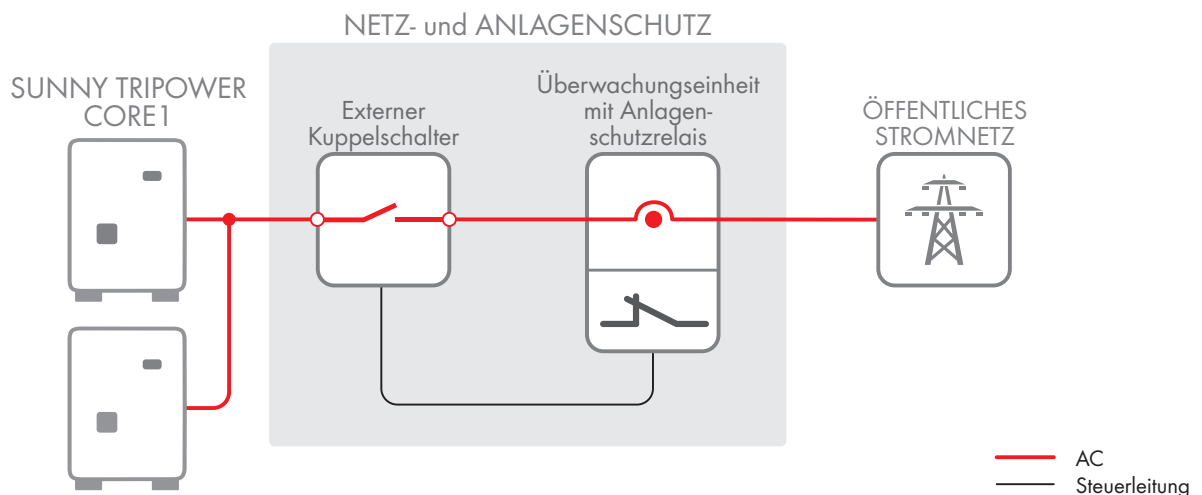 NETZ- und ANLAGENSCHUTZ
SUNNY TRIPOWER
CORE1
Externer
Kuppelschalter
Überwachungseinheit
mit Anlagen-
schutzrelais
ÖFFENTLICHES
STROMNETZ
AC
Steuerleitung